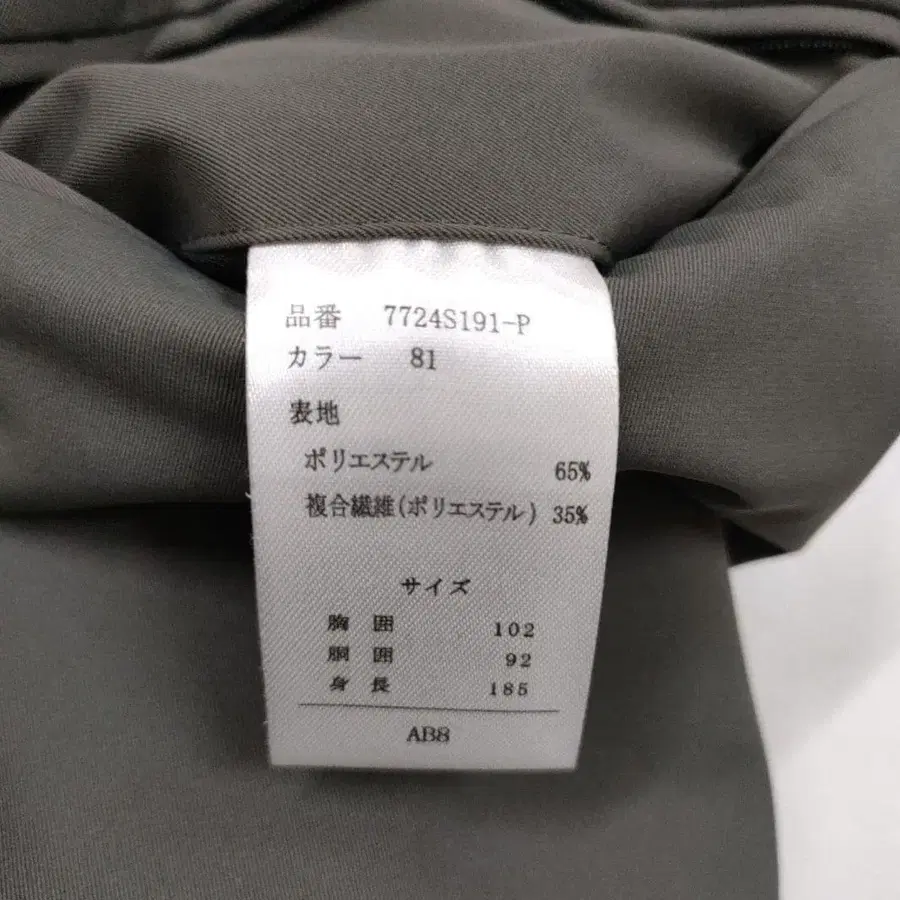 品番 7724S191-P
カラー 81
表地
ポリエステル 65%
複合繊維(ポリエステル) 35%
サイズ
胸囲 102
胴囲 92
身長 185
AB8